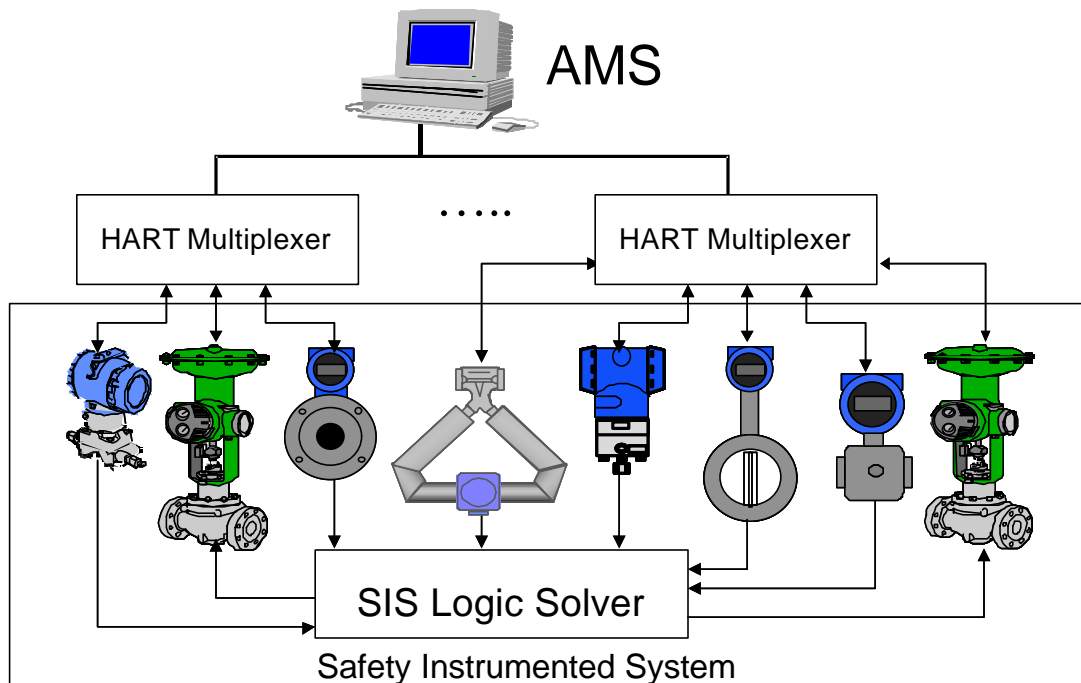 AMS
.....
HART Multiplexer
HART Multiplexer
SIS Logic Solver
Safety Instrumented System